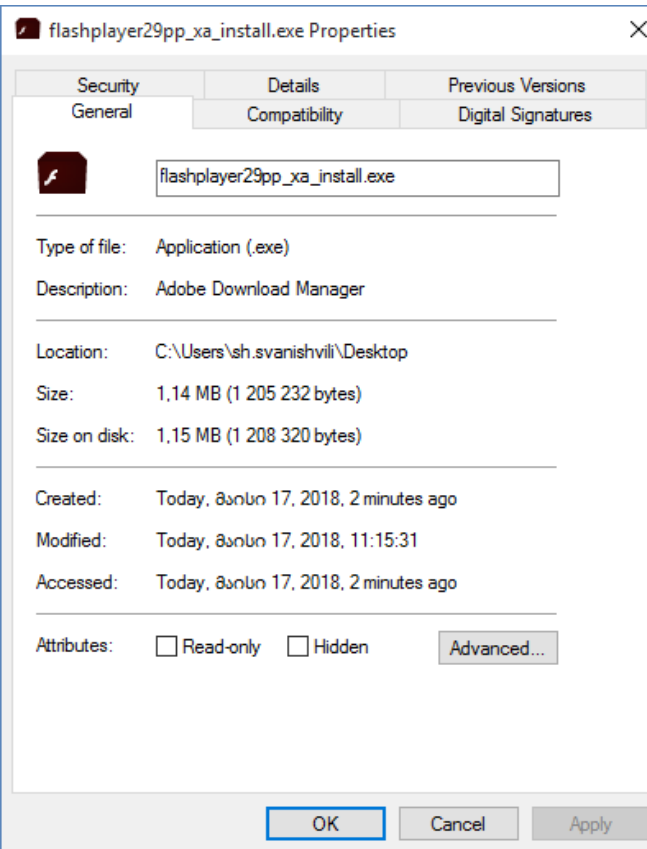 flashplayer29pp_xa_install.exe Properties
Security Details Previous Versions
General Compatibility Digital Signatures
flashplayer29pp_xa_install.exe
Type of file: Application (.exe)
Description: Adobe Download Manager
Location: C:\Users\sh.svanishvili\Desktop
Size: 1,14 MB (1 205 232 bytes)
Size on disk: 1,15 MB (1 208 320 bytes)
Created: Today, მაისი 17, 2018, 2 minutes ago
Modified: Today, მაისი 17, 2018, 11:15:31
Accessed: Today, მაისი 17, 2018, 2 minutes ago
Attributes: Read-only Hidden Advanced...
OK Cancel Apply